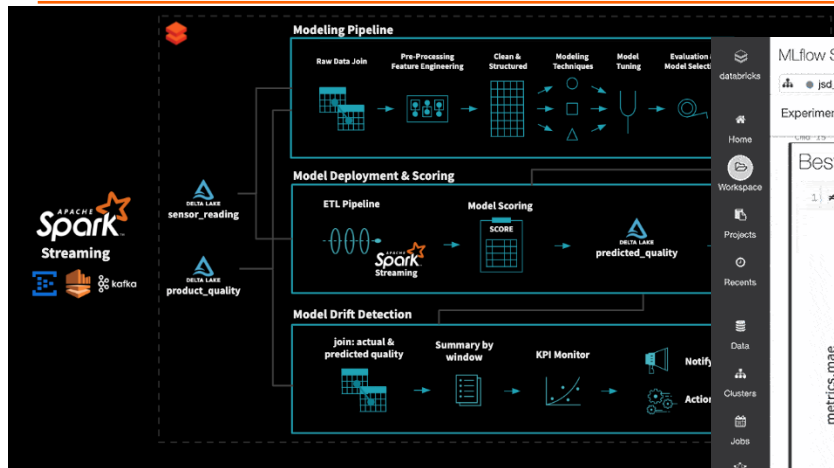 Modeling Pipeline
Raw Data Join
Pre-Processing
Feature Engineering
Clean &
Structured
Modeling
Techniques
Model
Tuning
Evaluation
Model Selecti
Model Deployment & Scoring
ETL Pipeline
APACHE
Spark
Streaming
Model Scoring
SCORE
DELTA LAKE
predicted_quality
Model Drift Detection
join: actual &
predicted quality
Summary by
window
KPI Monitor
Notify
Action
APACHE
Spark
Streaming
kafka
DELTA LAKE
sensor_reading
DELTA LAKE
product_quality
databricks
Home
Workspace
Projects
Recents
Data
Clusters
Jobs
MLflow S
jsd_
Experimen
Bes
1
metrics.mae